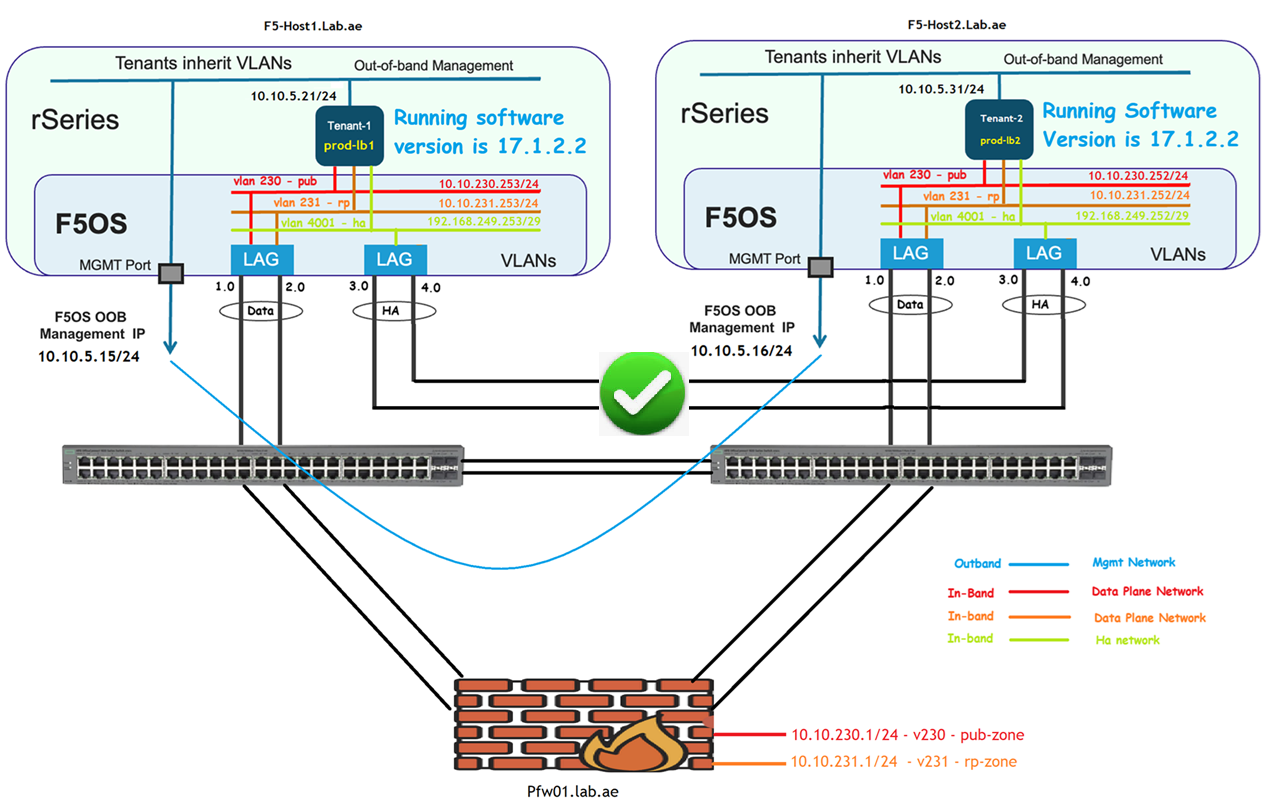 F5-Host1.Lab.ae
Tenants inherit VLANs
Out-of-band Management
10.10.5.21/24
rSeries
Tenant-1
prod-lb1
Running software
version is 17.1.2.2
vlan 230 - pub
10.10.230.253/24
vlan 231 - rp
10.10.231.253/24
vlan 4001 - ha
192.168.249.253/29
F5OS
LAG
LAG
MGMT Port
VLANs
1.0
2.0
3.0
4.0
Data
HA
F5OS OOB
Management IP
10.10.5.15/24
F5-Host2.Lab.ae
Tenants inherit VLANs
Out-of-band Management
10.10.5.31/24
rSeries
Tenant-2
prod-lb2
Running Software
Version is 17.1.2.2
vlan 230 - pub
10.10.230.252/24
vlan 231 - rp
10.10.231.252/24
vlan 4001 - ha
192.168.249.252/29
F5OS
LAG
LAG
MGMT Port
VLANs
1.0
2.0
3.0
4.0
Data
HA
F5OS OOB
Management IP
10.10.5.16/24
Outband
Mgmt Network
In-Band
Data Plane Network
In-band
Data Plane Network
In-band
Ha network
10.10.230.1/24 - v230 - pub-zone
10.10.231.1/24 - v231 - rp-zone
Pfw01.lab.ae